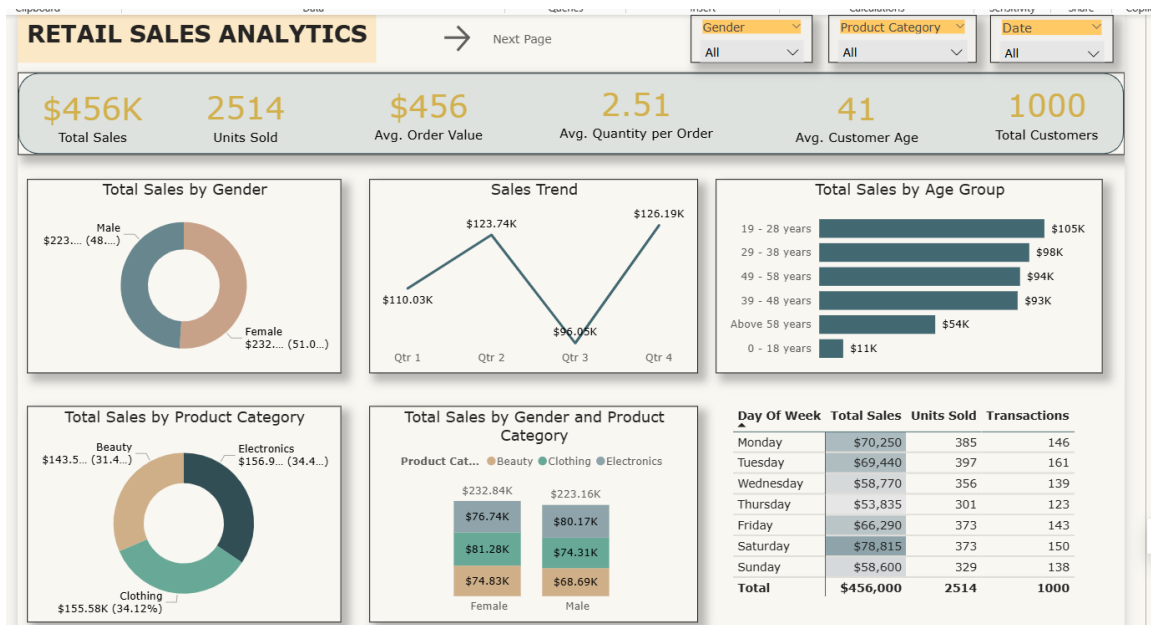 Clipboard Data Queries Insert Calculations Sensitivity Share
RETAIL SALES ANALYTICS
Next Page
Gender
All
Product Category
All
Date
All
$456K
Total Sales
2514
Units Sold
$456
Avg. Order Value
2.51
Avg. Quantity per Order
41
Avg. Customer Age
1000
Total Customers
Total Sales by Gender
Male
$223.... (48....)
Female
$232.... (51.0...)
Sales Trend
$110.03K
$123.74K
$96.05K
$126.19K
Qtr 1 Qtr 2 Qtr 3 Qtr 4
Total Sales by Age Group
19 - 28 years $105K
29 - 38 years $98K
49 - 58 years $94K
39 - 48 years $93K
Above 58 years $54K
0 - 18 years $11K
Total Sales by Product Category
Beauty
$143.5... (31.4...)
Electronics
$156.9... (34.4...)
Clothing
$155.58K (34.12%)
Total Sales by Gender and Product
Category
Product Cat... Beauty Clothing Electronics
$232.84K $223.16K
$76.74K $80.17K
$81.28K $74.31K
$74.83K $68.69K
Female Male
Day Of Week Total Sales Units Sold Transactions
Monday $70,250 385 146
Tuesday $69,440 397 161
Wednesday $58,770 356 139
Thursday $53,835 301 123
Friday $66,290 373 143
Saturday $78,815 373 150
Sunday $58,600 329 138
Total $456,000 2514 1000